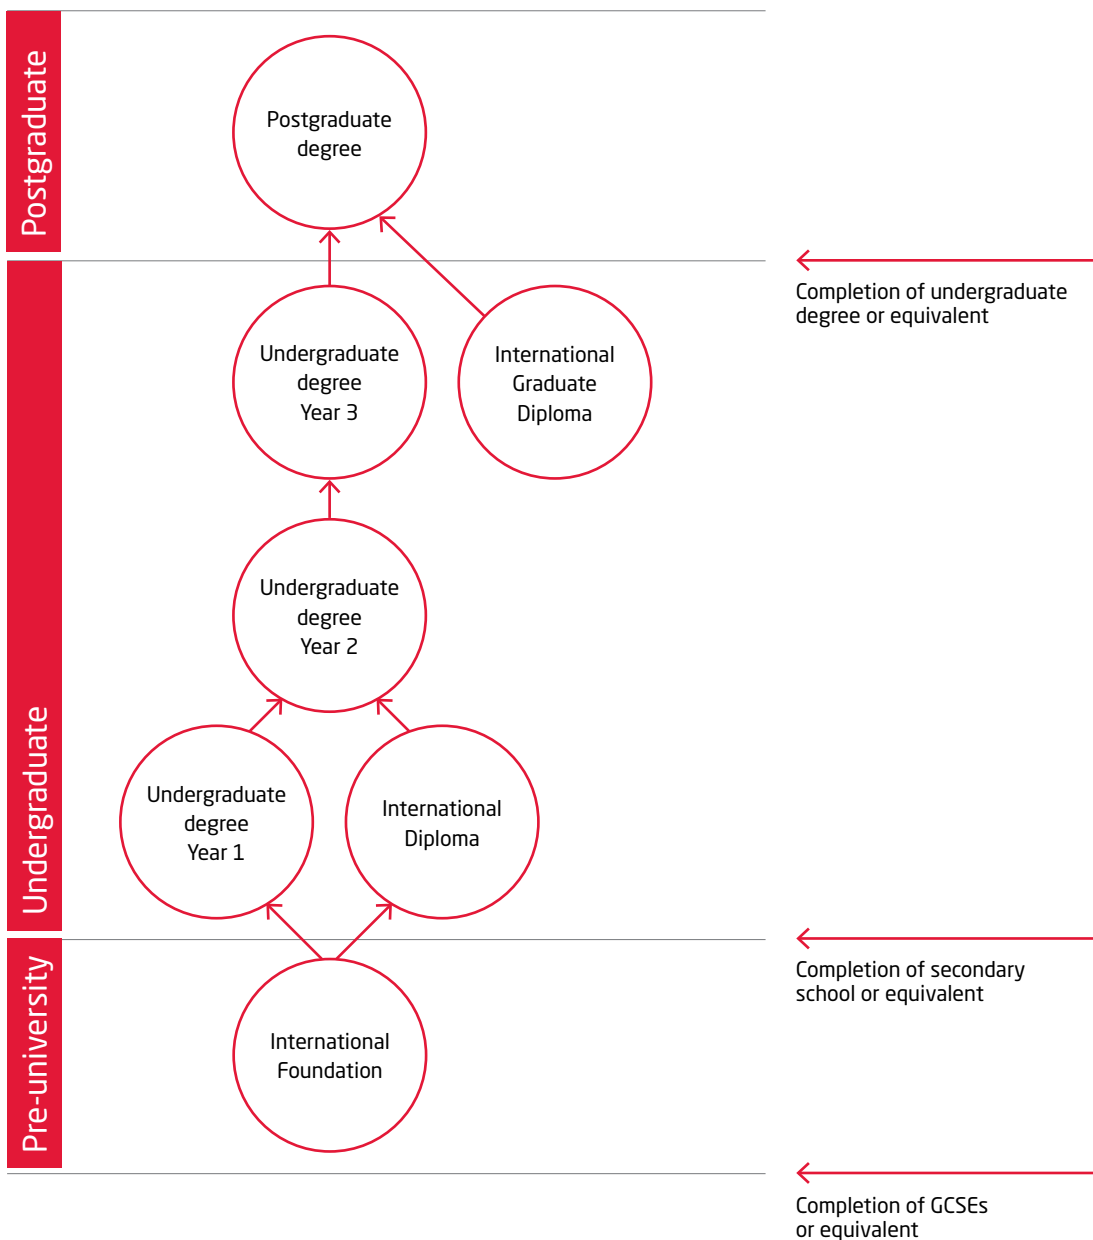 Postgraduate
Postgraduate
degree
Completion of undergraduate
degree or equivalent
Undergraduate
Undergraduate
degree
Year 3
International
Graduate
Diploma
Undergraduate
degree
Year 2
Undergraduate
degree
Year 1
International
Diploma
Completion of secondary
school or equivalent
Pre-university
International
Foundation
Completion of GCSEs
or equivalent